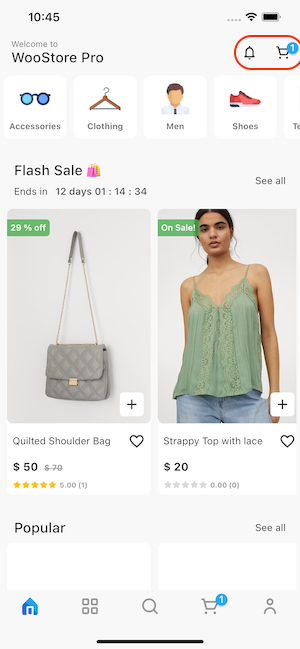 10:45
Welcome to
WooStore Pro
1
Accessories
Clothing
Men
Shoes
Flash Sale
Ends in 12 days 01 : 14 : 34
See all
29 % off
On Sale!
Quilted Shoulder Bag
$ 50 $ 70
5.00 (1)
Strappy Top with lace
$ 20
0.00 (0)
Popular
See all
1